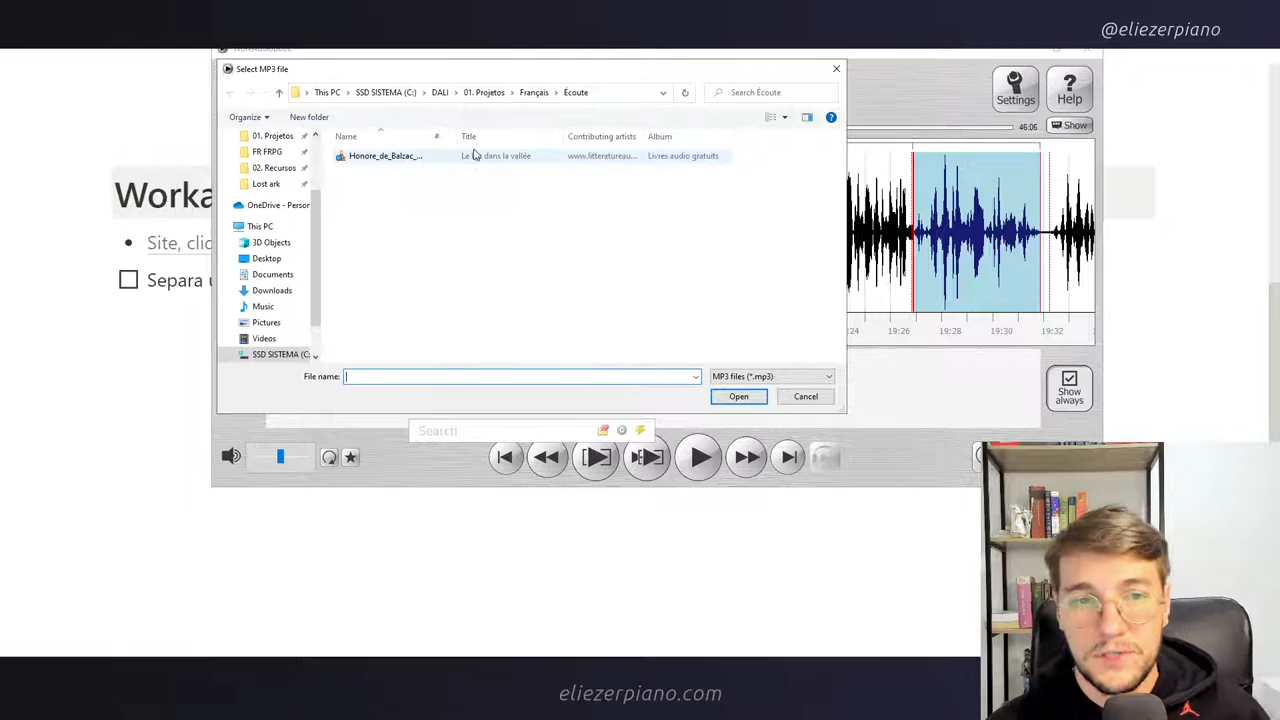 @eliezerpiano
Select MP3 file
This PC
SSD SISTEMA (C:)
DALI
01. Projetos
Français
Écoute
Search Écoute
Organize
New folder
Settings
Help
46:06
Show
01. Projetos
FR FRPG
02. Recursos
Lost ark
OneDrive - Person
This PC
3D Objects
Desktop
Documents
Downloads
Music
Pictures
Videos
SSD SISTEMA (C:
Name
#
Title
Contributing artists
Album
Honore_de_Balzac_...
Le dans la vallée
www.litteratureau...
Livres audio gratuits
Worka
Site, clic
Separa u
:24
19:26
19:28
19:30
19:32
File name:
MP3 files (*.mp3)
Open
Cancel
Show
always
Search
eliezerpiano.com